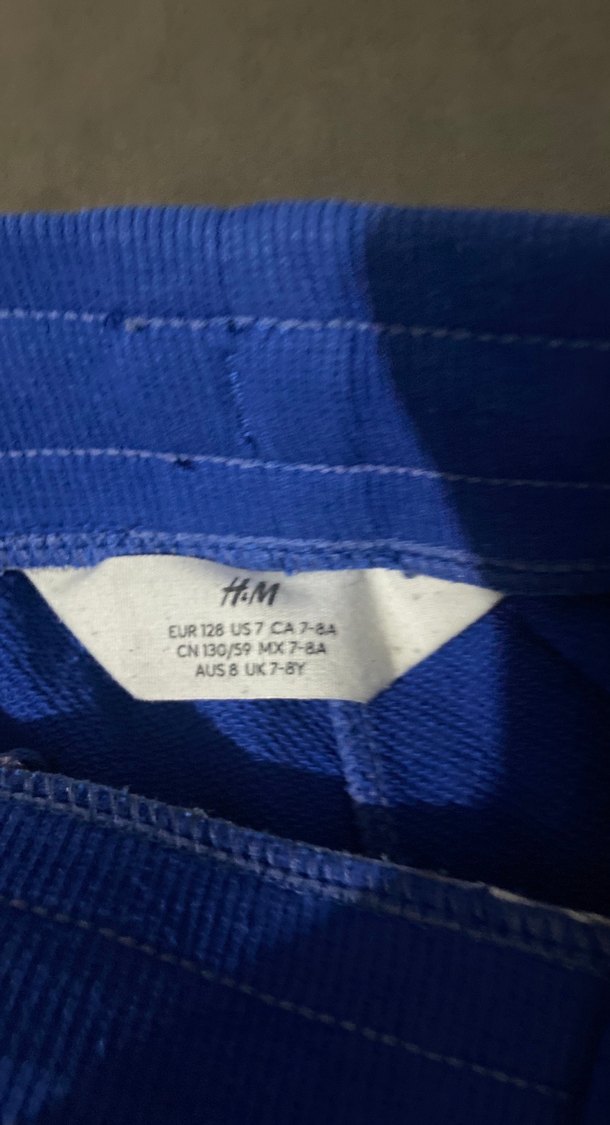 H&M
EUR 128 US 7 CA 7-8A
CN 130/59 MX 7-8A
AUS 8 UK 7-8Y